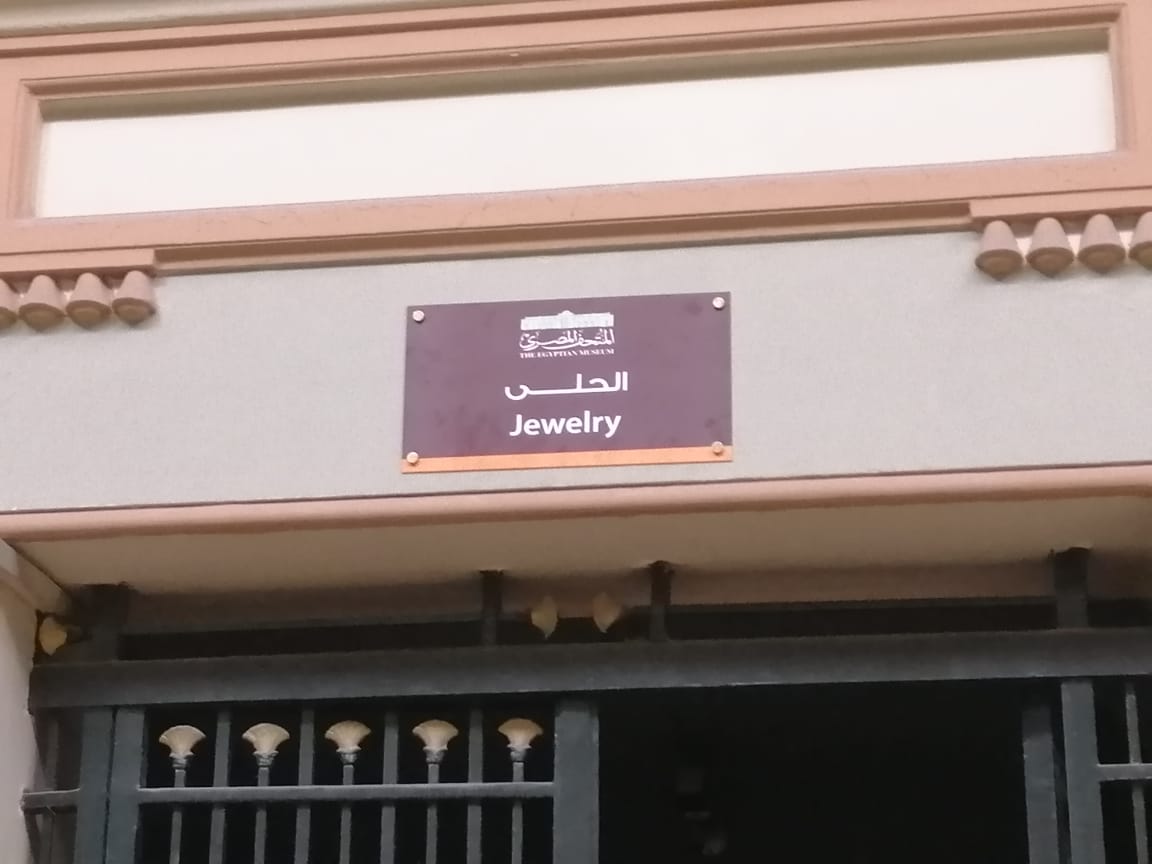 المتحف المصري
THE EGYPTIAN MUSEUM
الحلى
Jewelry